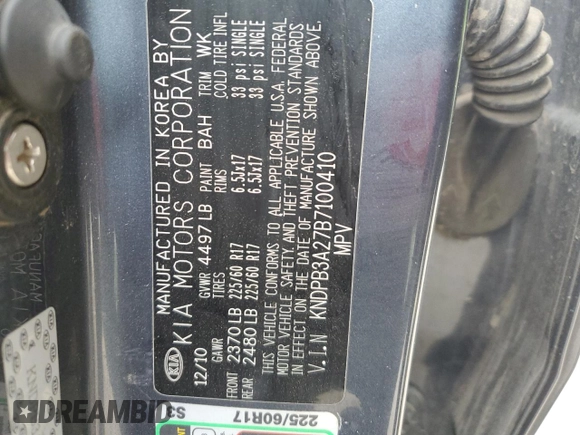 MANUFACTURED IN KOREA BY
KIA KIA MOTORS CORPORATION
12/10 GVWR 4497 LB PAINT BAH TRIM WK
GAWR TIRES RIMS COLD TIRE INFL
FRONT 2370 LB 225/60 R17 6.5Jx17 33 psi SINGLE
REAR 2480 LB 225/60 R17 6.5Jx17 33 psi SINGLE
THIS VEHICLE CONFORMS TO ALL APPLICABLE U.S.A. FEDERAL
MOTOR VEHICLE SAFETY, AND THEFT PREVENTION STANDARDS
IN EFFECT ON THE DATE OF MANUFACTURE SHOWN ABOVE.
V.I.N KNDPB3A27B7100410
MPV
225/60R17
RAW2K.COM